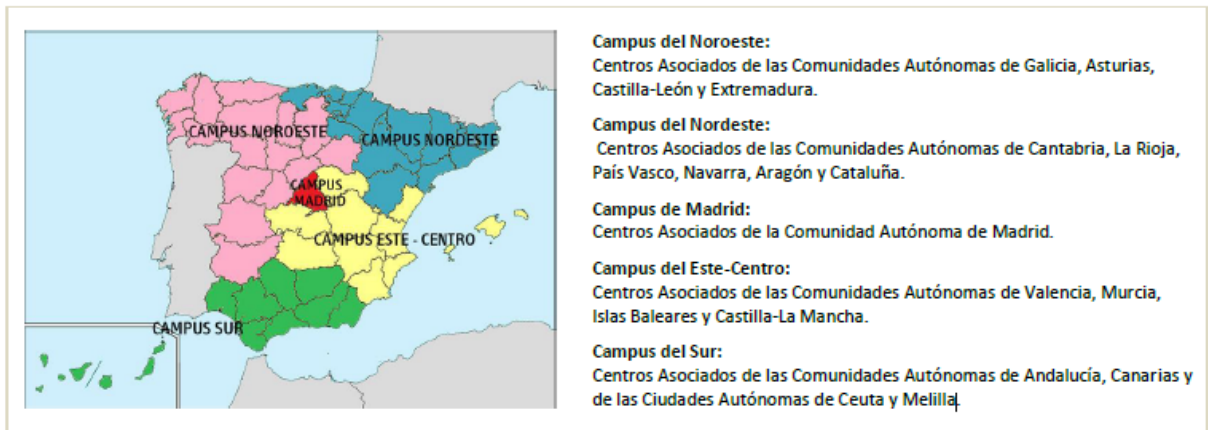 CAMPUS NOROESTE
CAMPUS NORDESTE
CAMPUS
MADRID
CAMPUS ESTE - CENTRO
CAMPUS SUR
Campus del Noroeste:
Centros Asociados de las Comunidades Autónomas de Galicia, Asturias,
Castilla-León y Extremadura.
Campus del Nordeste:
Centros Asociados de las Comunidades Autónomas de Cantabria, La Rioja,
País Vasco, Navarra, Aragón y Cataluña.
Campus de Madrid:
Centros Asociados de la Comunidad Autónoma de Madrid.
Campus del Este-Centro:
Centros Asociados de las Comunidades Autónomas de Valencia, Murcia,
Islas Baleares y Castilla-La Mancha.
Campus del Sur:
Centros Asociados de las Comunidades Autónomas de Andalucía, Canarias y
de las Ciudades Autónomas de Ceuta y Melilla.